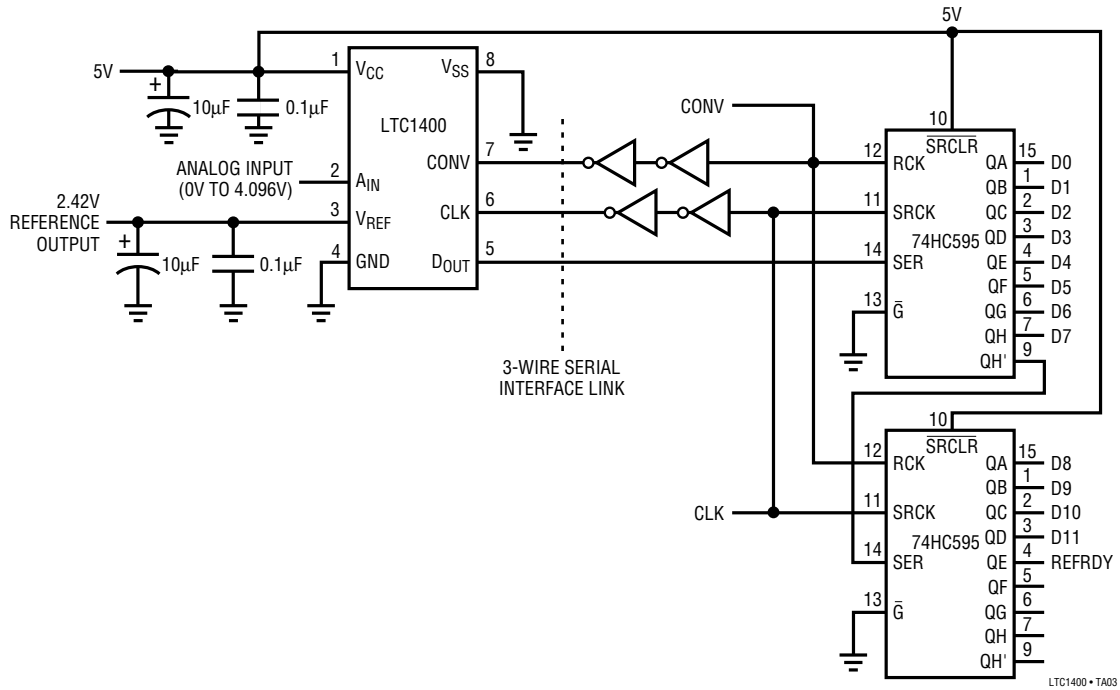 5V
5V
1
VCC
VSS
8
+
10µF
0.1µF
LTC1400
CONV
10
SRCLR
ANALOG INPUT
(0V TO 4.096V)
2
AIN
CONV
7
12
RCK
QA
15
D0
QB
1
D1
2.42V
REFERENCE
OUTPUT
3
VREF
CLK
6
11
SRCK
QC
2
D2
74HC595
QD
3
D3
+
10µF
0.1µF
4
GND
DOUT
5
14
SER
QE
4
D4
QF
5
D5
13
G
QG
6
D6
QH
7
D7
QH'
9
3-WIRE SERIAL
INTERFACE LINK
10
SRCLR
12
RCK
QA
15
D8
QB
1
D9
CLK
11
SRCK
QC
2
D10
74HC595
QD
3
D11
14
SER
QE
4
REFRDY
QF
5
13
G
QG
6
QH
7
QH'
9
LTC1400 • TA03